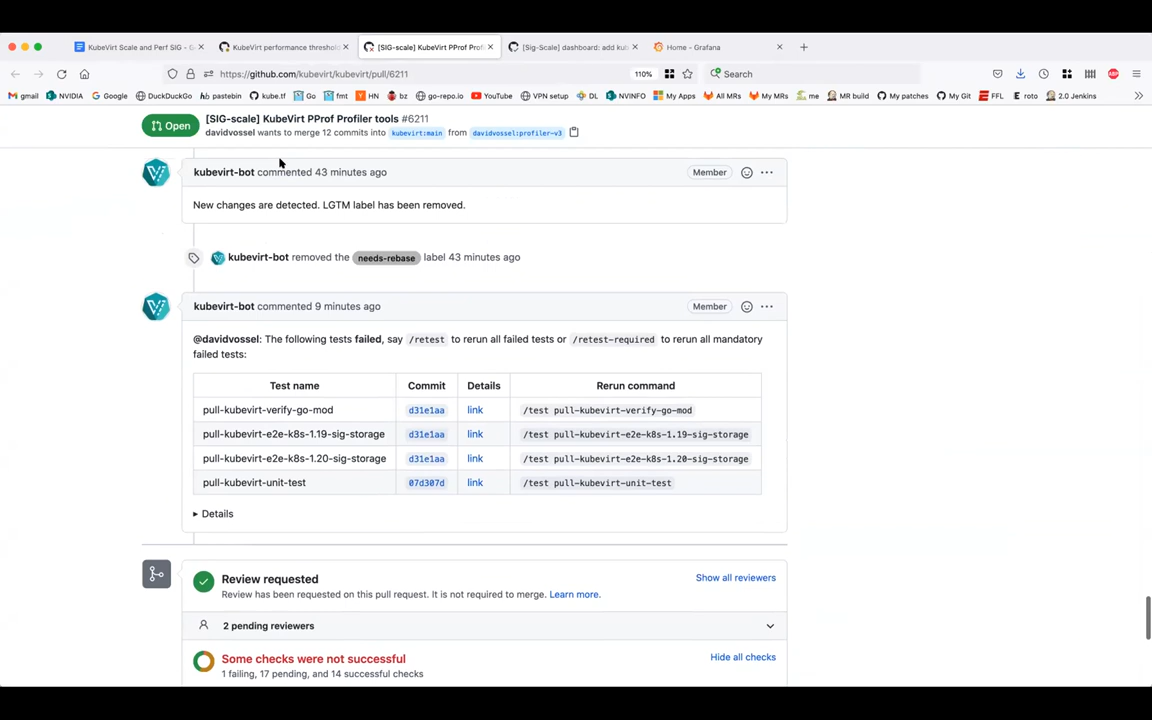 KubeVirt Scale and Perf SIG - G
KubeVirt performance threshol
[SIG-scale] KubeVirt PProf Profi
[Sig-Scale] dashboard: add kub
Home - Grafana
https://github.com/kubevirt/kubevirt/pull/6211
110%
Search
gmail
NVIDIA
Google
DuckDuckGo
pastebin
kube.tf
Go
fmt
HN
bz
go-repo.io
YouTube
VPN setup
DL
NVINFO
My Apps
All MRs
My MRs
me
MR build
My patches
My Git
FFL
roto
2.0 Jenkins
Open
[SIG-scale] KubeVirt PProf Profiler tools #6211
davidvossel wants to merge 12 commits into kubevirt:main from davidvossel:profiler-v3
kubevirt-bot commented 43 minutes ago
Member
New changes are detected. LGTM label has been removed.
kubevirt-bot removed the needs-rebase label 43 minutes ago
kubevirt-bot commented 9 minutes ago
Member
@davidvossel: The following tests failed, say /retest to rerun all failed tests or /retest-required to rerun all mandatory
failed tests:
Test name Commit Details Rerun command
pull-kubevirt-verify-go-mod d31e1aa link /test pull-kubevirt-verify-go-mod
pull-kubevirt-e2e-k8s-1.19-sig-storage d31e1aa link /test pull-kubevirt-e2e-k8s-1.19-sig-storage
pull-kubevirt-e2e-k8s-1.20-sig-storage d31e1aa link /test pull-kubevirt-e2e-k8s-1.20-sig-storage
pull-kubevirt-unit-test 07d307d link /test pull-kubevirt-unit-test
Details
Review requested
Show all reviewers
Review has been requested on this pull request. It is not required to merge. Learn more.
2 pending reviewers
Some checks were not successful
Hide all checks
1 failing, 17 pending, and 14 successful checks